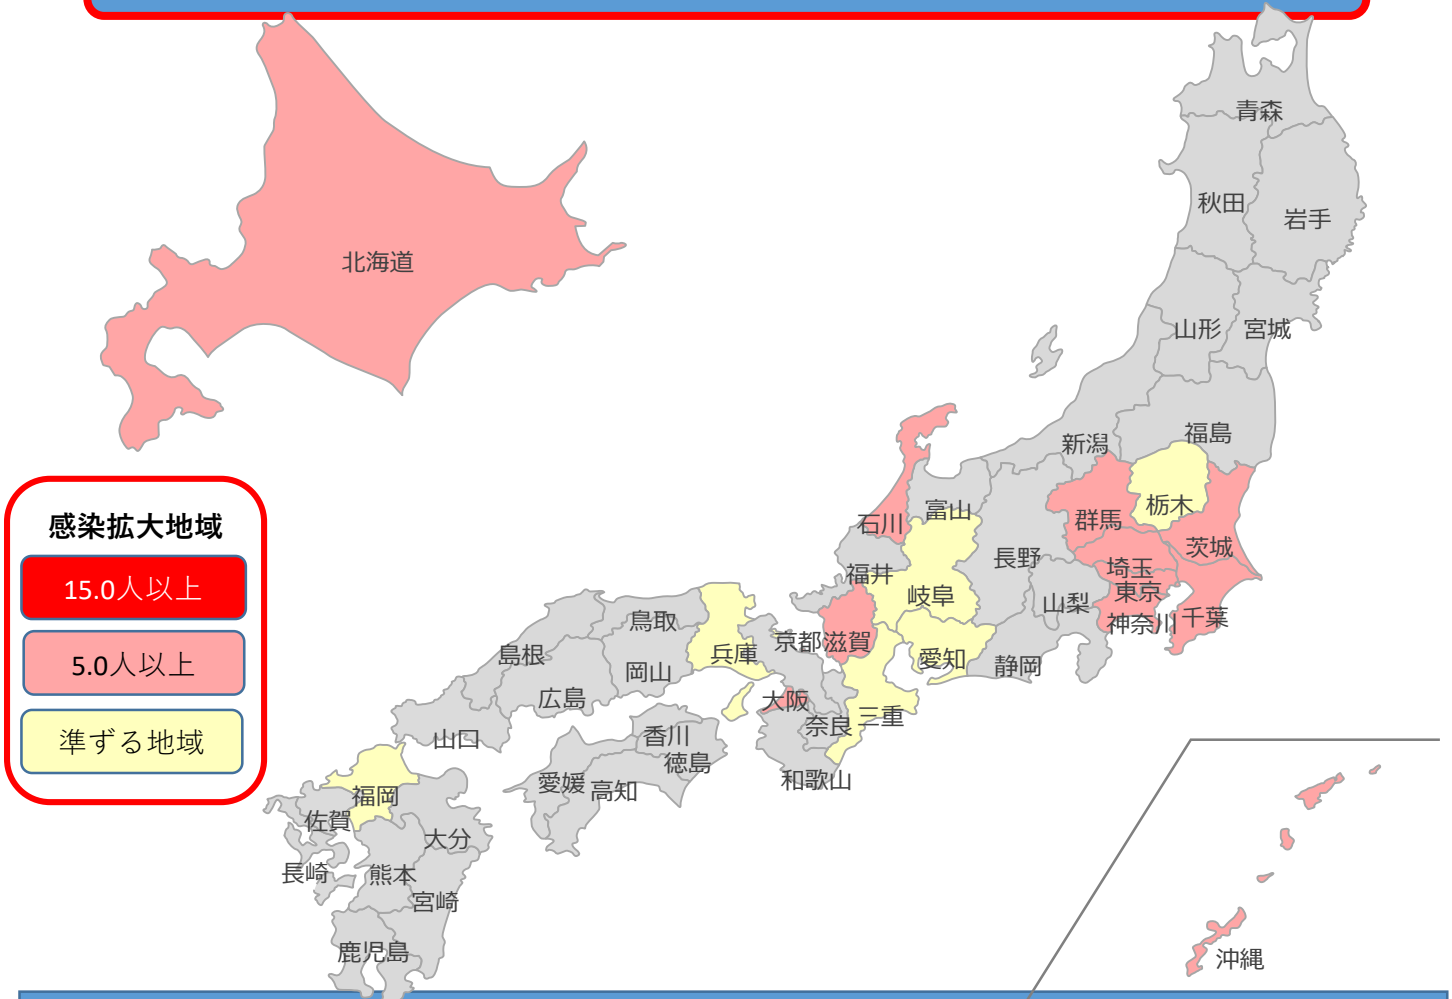 青森
秋田
岩手
北海道
山形
宮城
福島
新潟
栃木
群馬
富山
石川
茨城
長野
埼玉
福井
東京
岐阜
山梨
千葉
神奈川
鳥取
京都
滋賀
兵庫
島根
愛知
静岡
岡山
広島
大阪
三重
奈良
山口
香川
徳島
和歌山
愛媛
高知
福岡
佐賀
大分
長崎
熊本
宮崎
鹿児島
沖縄
感染拡大地域
15.0人以上
5.0人以上
準ずる地域